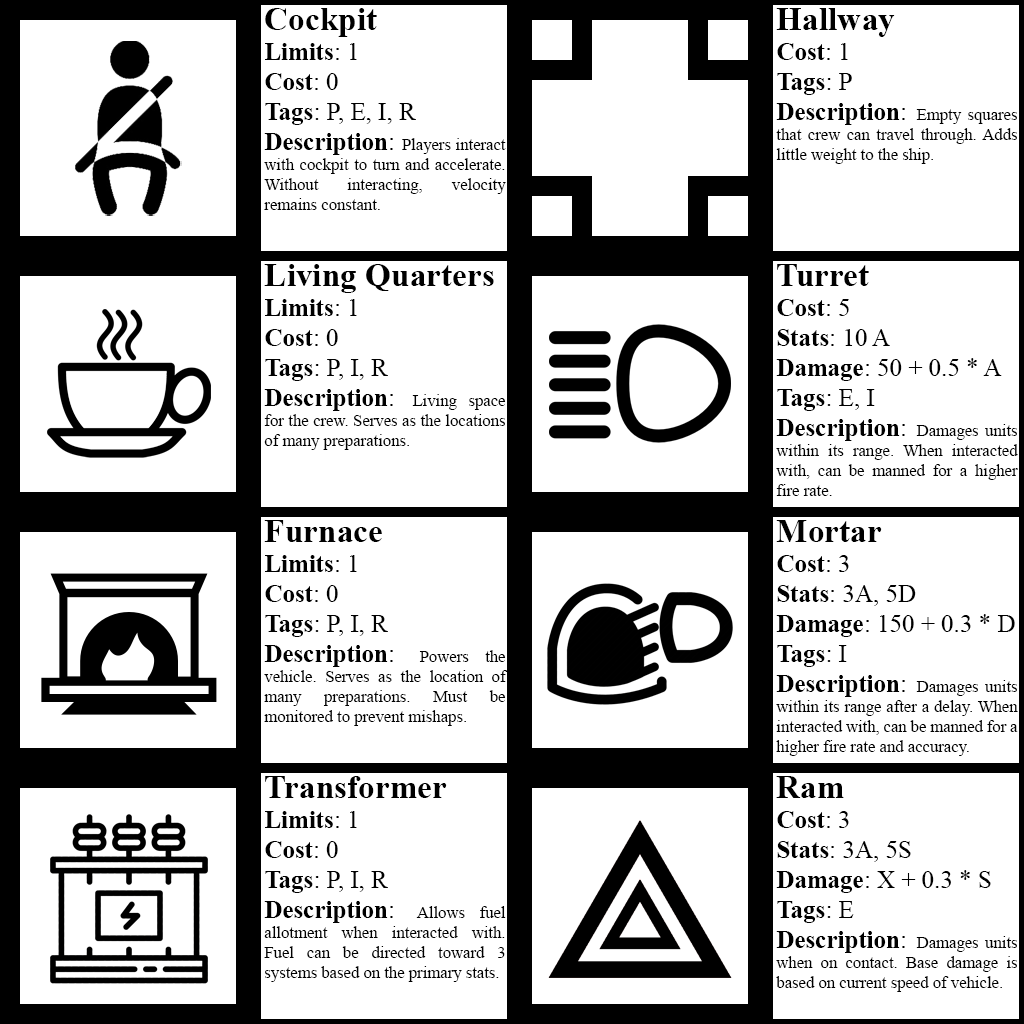 Cockpit
Limits: 1
Cost: 0
Tags: P, E, I, R
Description: Players interact
with cockpit to turn and accelerate.
Without interacting, velocity
remains constant.
Hallway
Cost: 1
Tags: P
Description: Empty squares
that crew can travel through. Adds
little weight to the ship.
Living Quarters
Limits: 1
Cost: 0
Tags: P, I, R
Description: Living space
for the crew. Serves as the locations
of many preparations.
Turret
Cost: 5
Stats: 10 A
Damage: 50 + 0.5 * A
Tags: E, I
Description: Damages units
within its range. When interacted
with, can be manned for a higher
fire rate.
Furnace
Limits: 1
Cost: 0
Tags: P, I, R
Description: Powers the
vehicle. Serves as the location of
many preparations. Must be
monitored to prevent mishaps.
Mortar
Cost: 3
Stats: 3A, 5D
Damage: 150 + 0.3 * D
Tags: I
Description: Damages units
within its range after a delay. When
interacted with, can be manned for a
higher fire rate and accuracy.
Transformer
Limits: 1
Cost: 0
Tags: P, I, R
Description: Allows fuel
allotment when interacted with.
Fuel can be directed toward 3
systems based on the primary stats.
Ram
Cost: 3
Stats: 3A, 5S
Damage: X + 0.3 * S
Tags: E
Description: Damages units
when on contact. Base damage is
based on current speed of vehicle.